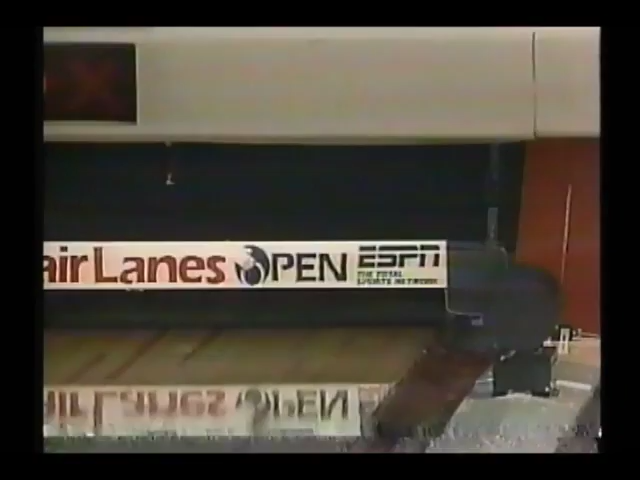 air Lanes OPEN ESPN
THE TOTAL
SPORTS NETWORK